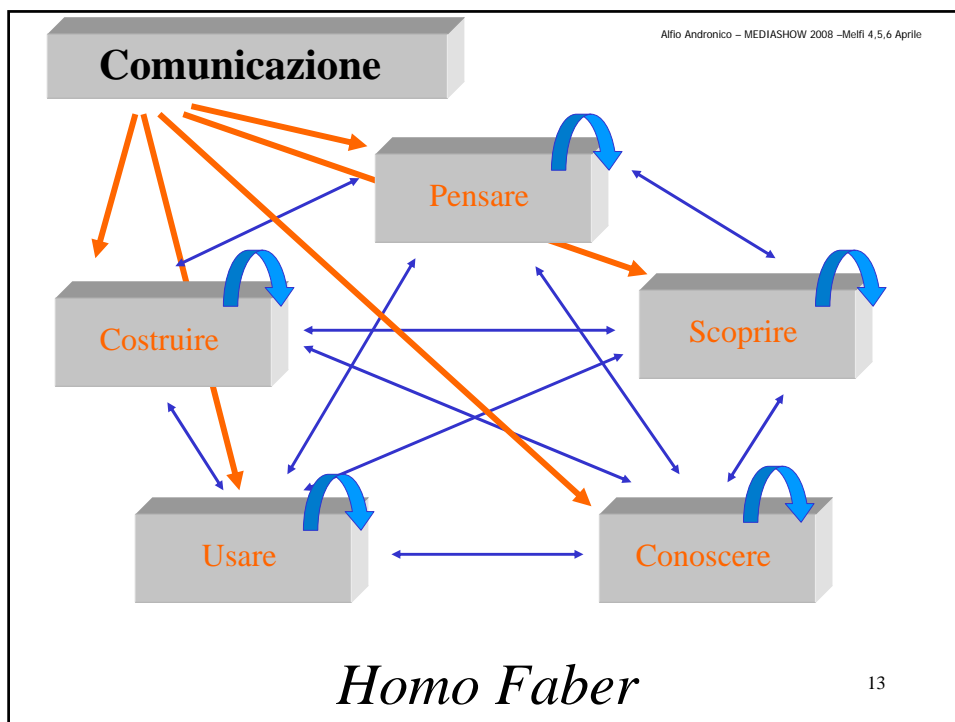 Alfio Andronico – MEDIASHOW 2008 –Melfi 4,5,6 Aprile
Comunicazione
Pensare
Costruire
Scoprire
Usare
Conoscere
Homo Faber
13